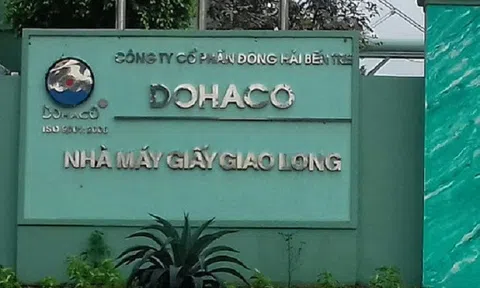 CÔNG TY CỔ PHẦN ĐÔNG HẢI BẾN TRE
DOHACO
DOHACO ®
ISO 9001:2000
NHÀ MÁY GIẤY GIAO LONG